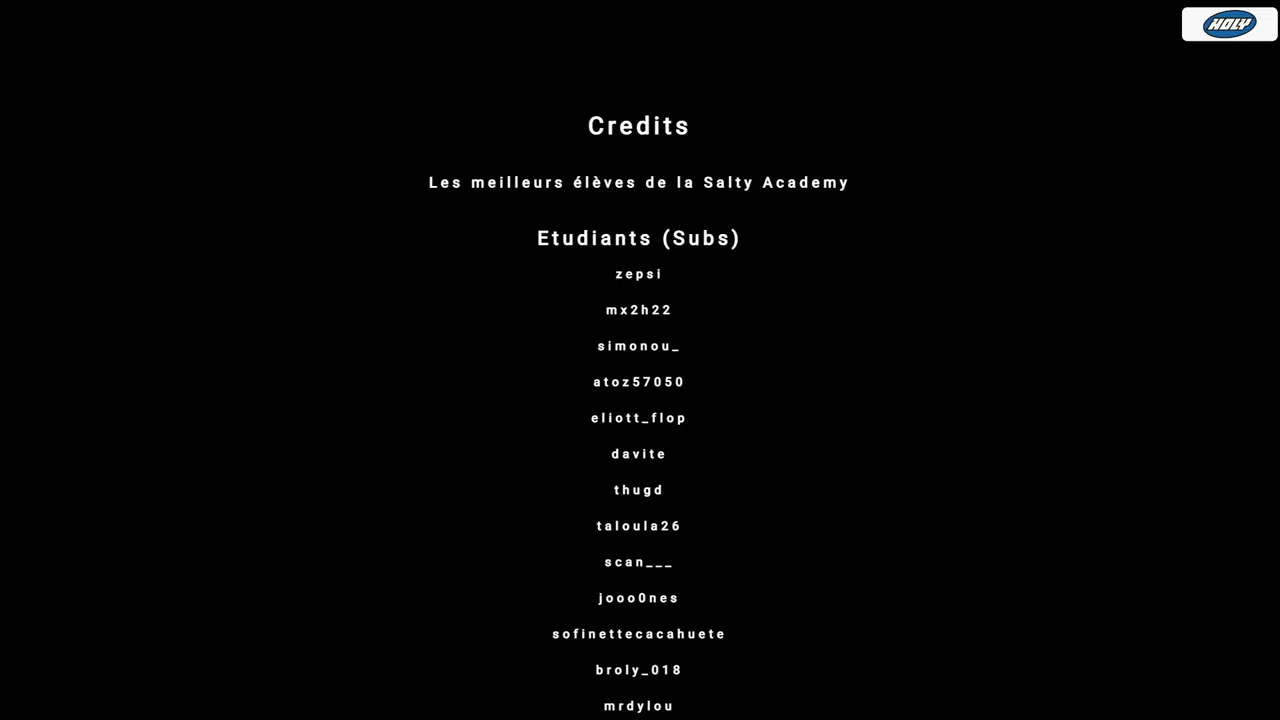 HOLY
Credits
Les meilleurs élèves de la Salty Academy
Etudiants (Subs)
zepsi
mx2h22
simonou_
atoz57050
eliott_flop
davite
thugd
taloula26
scan___
jooo0nes
sofinettecacahuete
broly_018
mrdylou